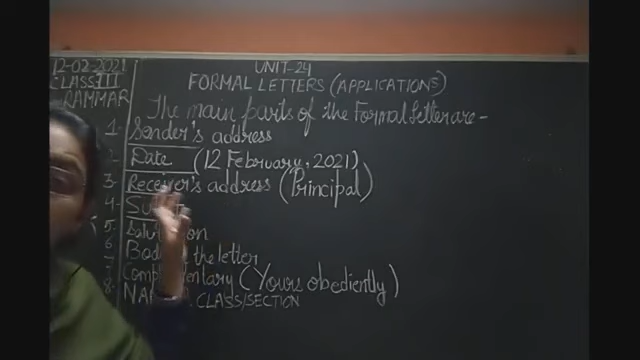 12-02-2021
CLASS III
GRAMMAR
UNIT-24
FORMAL LETTERS (APPLICATIONS)
The main parts of the Formal letter are -
1. Sender's address
2. Date (12 February, 2021)
3. Receiver's address (Principal)
4.
5.
6. the letter
7. (Yours obediently)
8. CLASS/SECTION